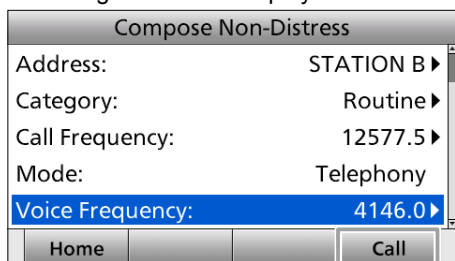 Compose Non-Distress
Address: STATION B
Category: Routine
Call Frequency: 12577.5
Mode: Telephony
Voice Frequency: 4146.0
Home Call